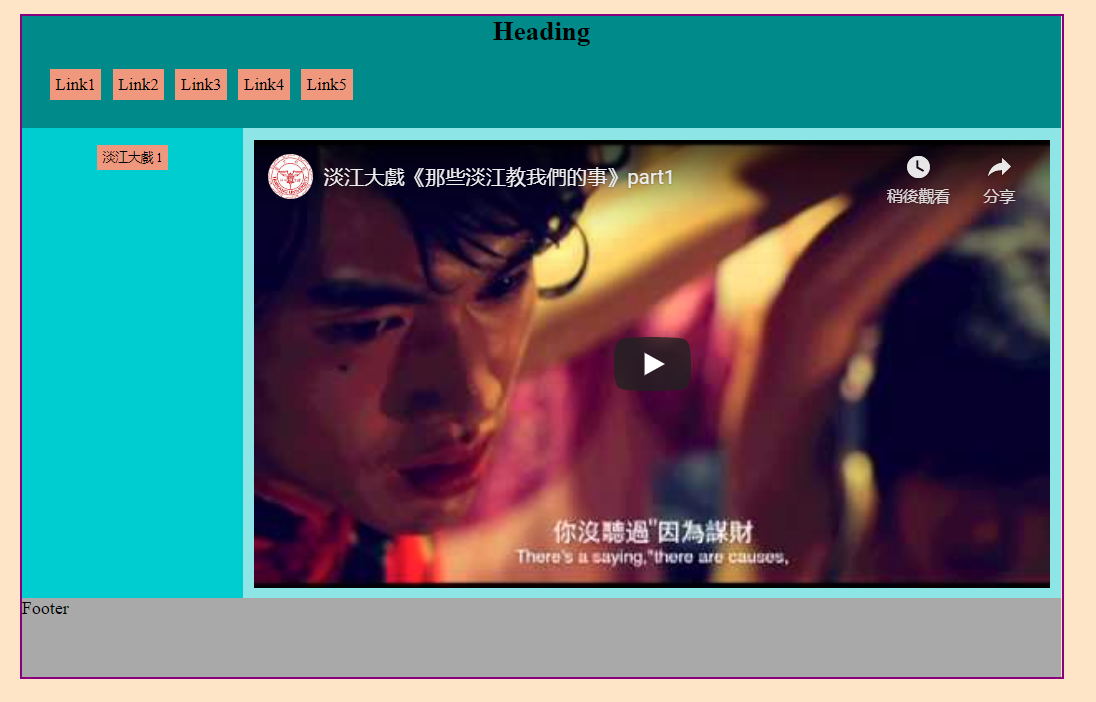 Heading
Link1 Link2 Link3 Link4 Link5
淡江大戲 1
淡江大戲《那些淡江教我們的事》part1
稍後觀看 分享
你沒聽過"因為謀財
There's a saying,"there are causes,
Footer